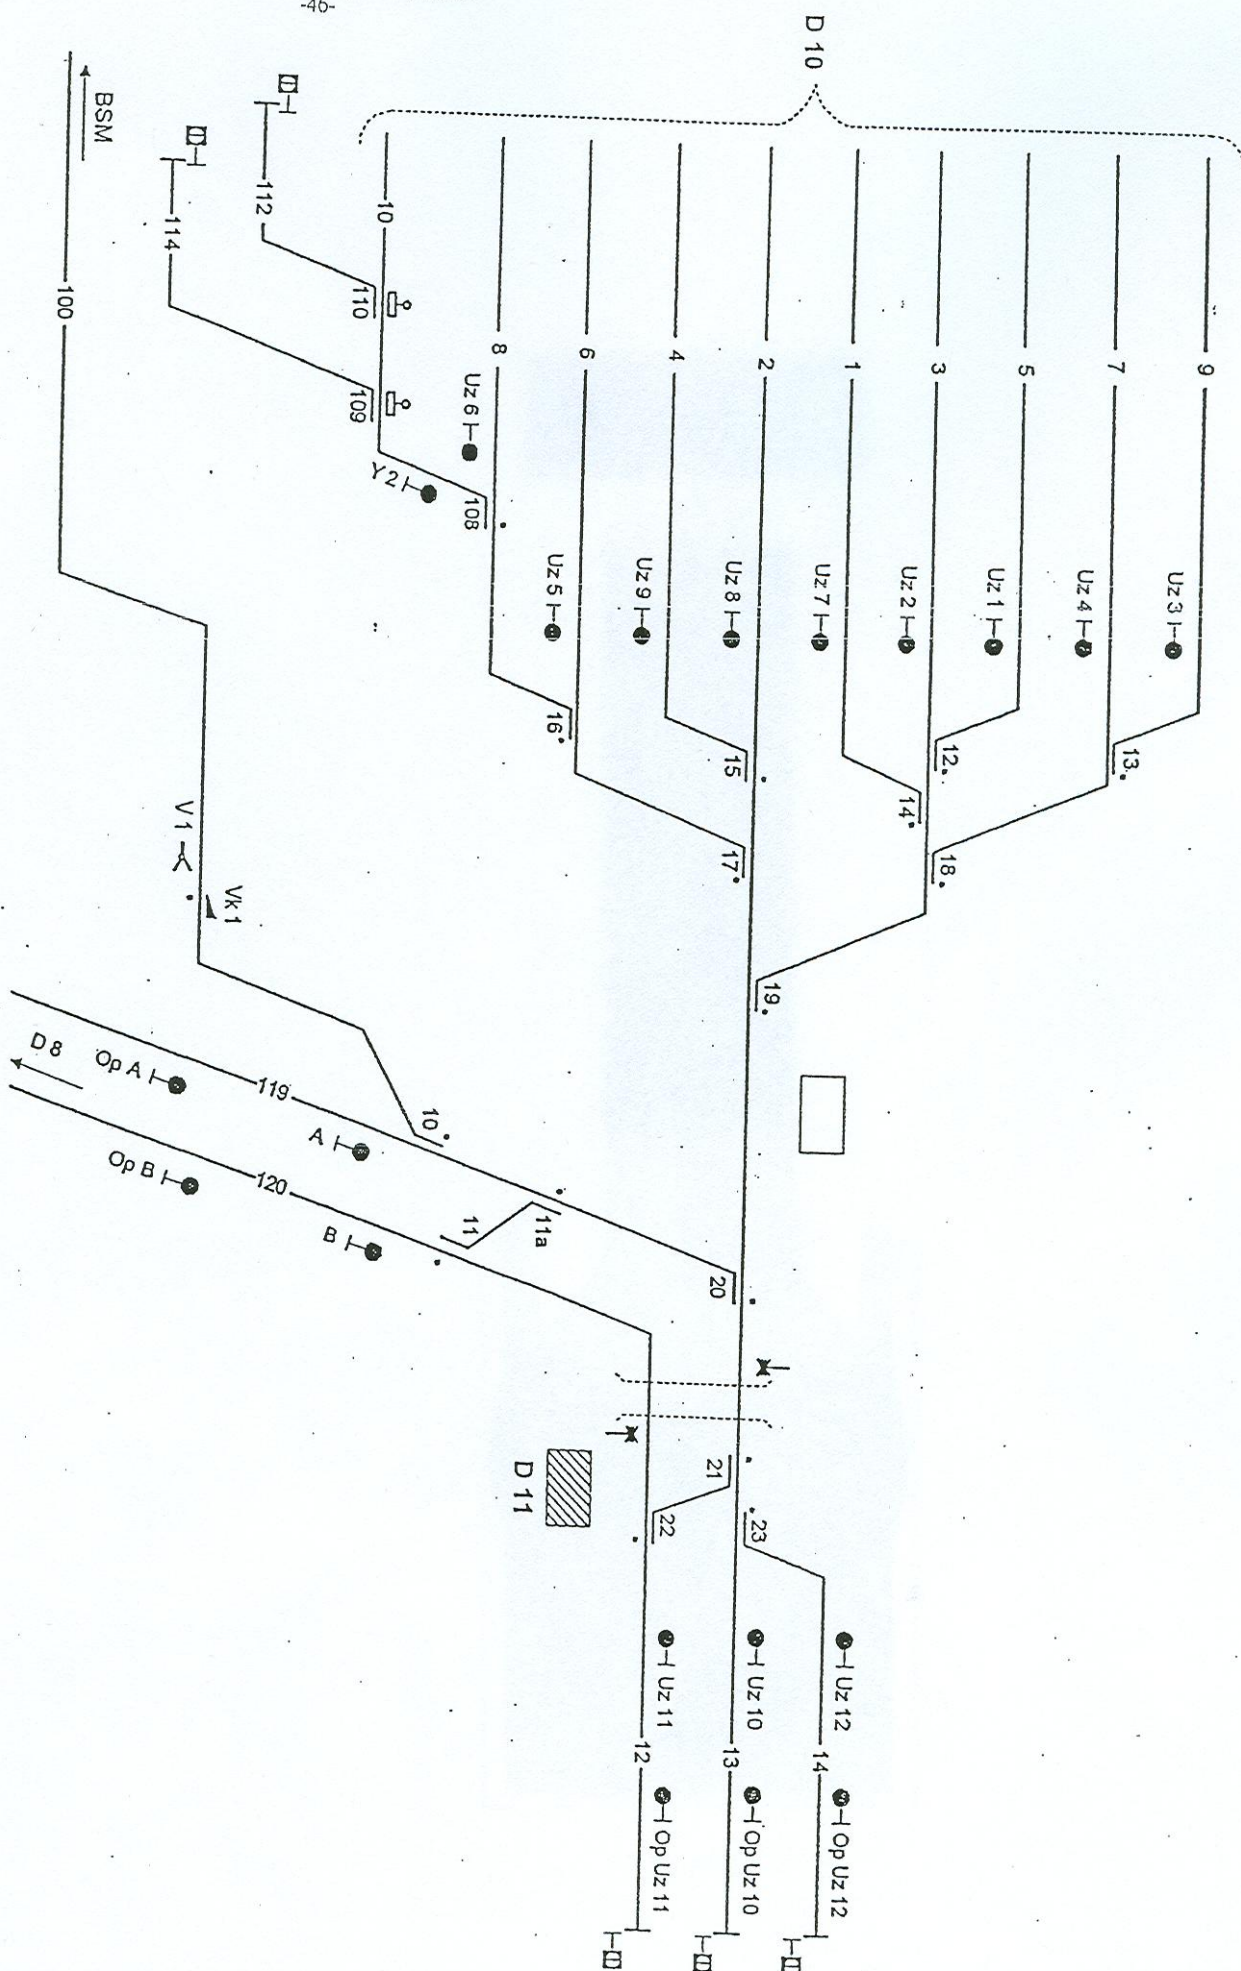 -46-
D 10
BSM
112
114
100
10
110
109
8
6
4
2
1
3
5
7
9
Uz 6
Y2
108
Uz 5
Uz 9
Uz 8
Uz 7
Uz 2
Uz 1
Uz 4
Uz 3
16
15
17
14
12
18
13
19
V1
Vk1
D 8
Op A
119
A
10
Op B
120
B
11
11a
20
21
22
23
D 11
Uz 11
Uz 10
Uz 12
12
13
14
Op Uz 11
Op Uz 10
Op Uz 12